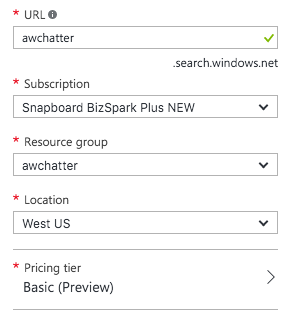 * URL
awchatter
.search.windows.net
* Subscription
Snapboard BizSpark Plus NEW
* Resource group
awchatter
* Location
West US
* Pricing tier
Basic (Preview)